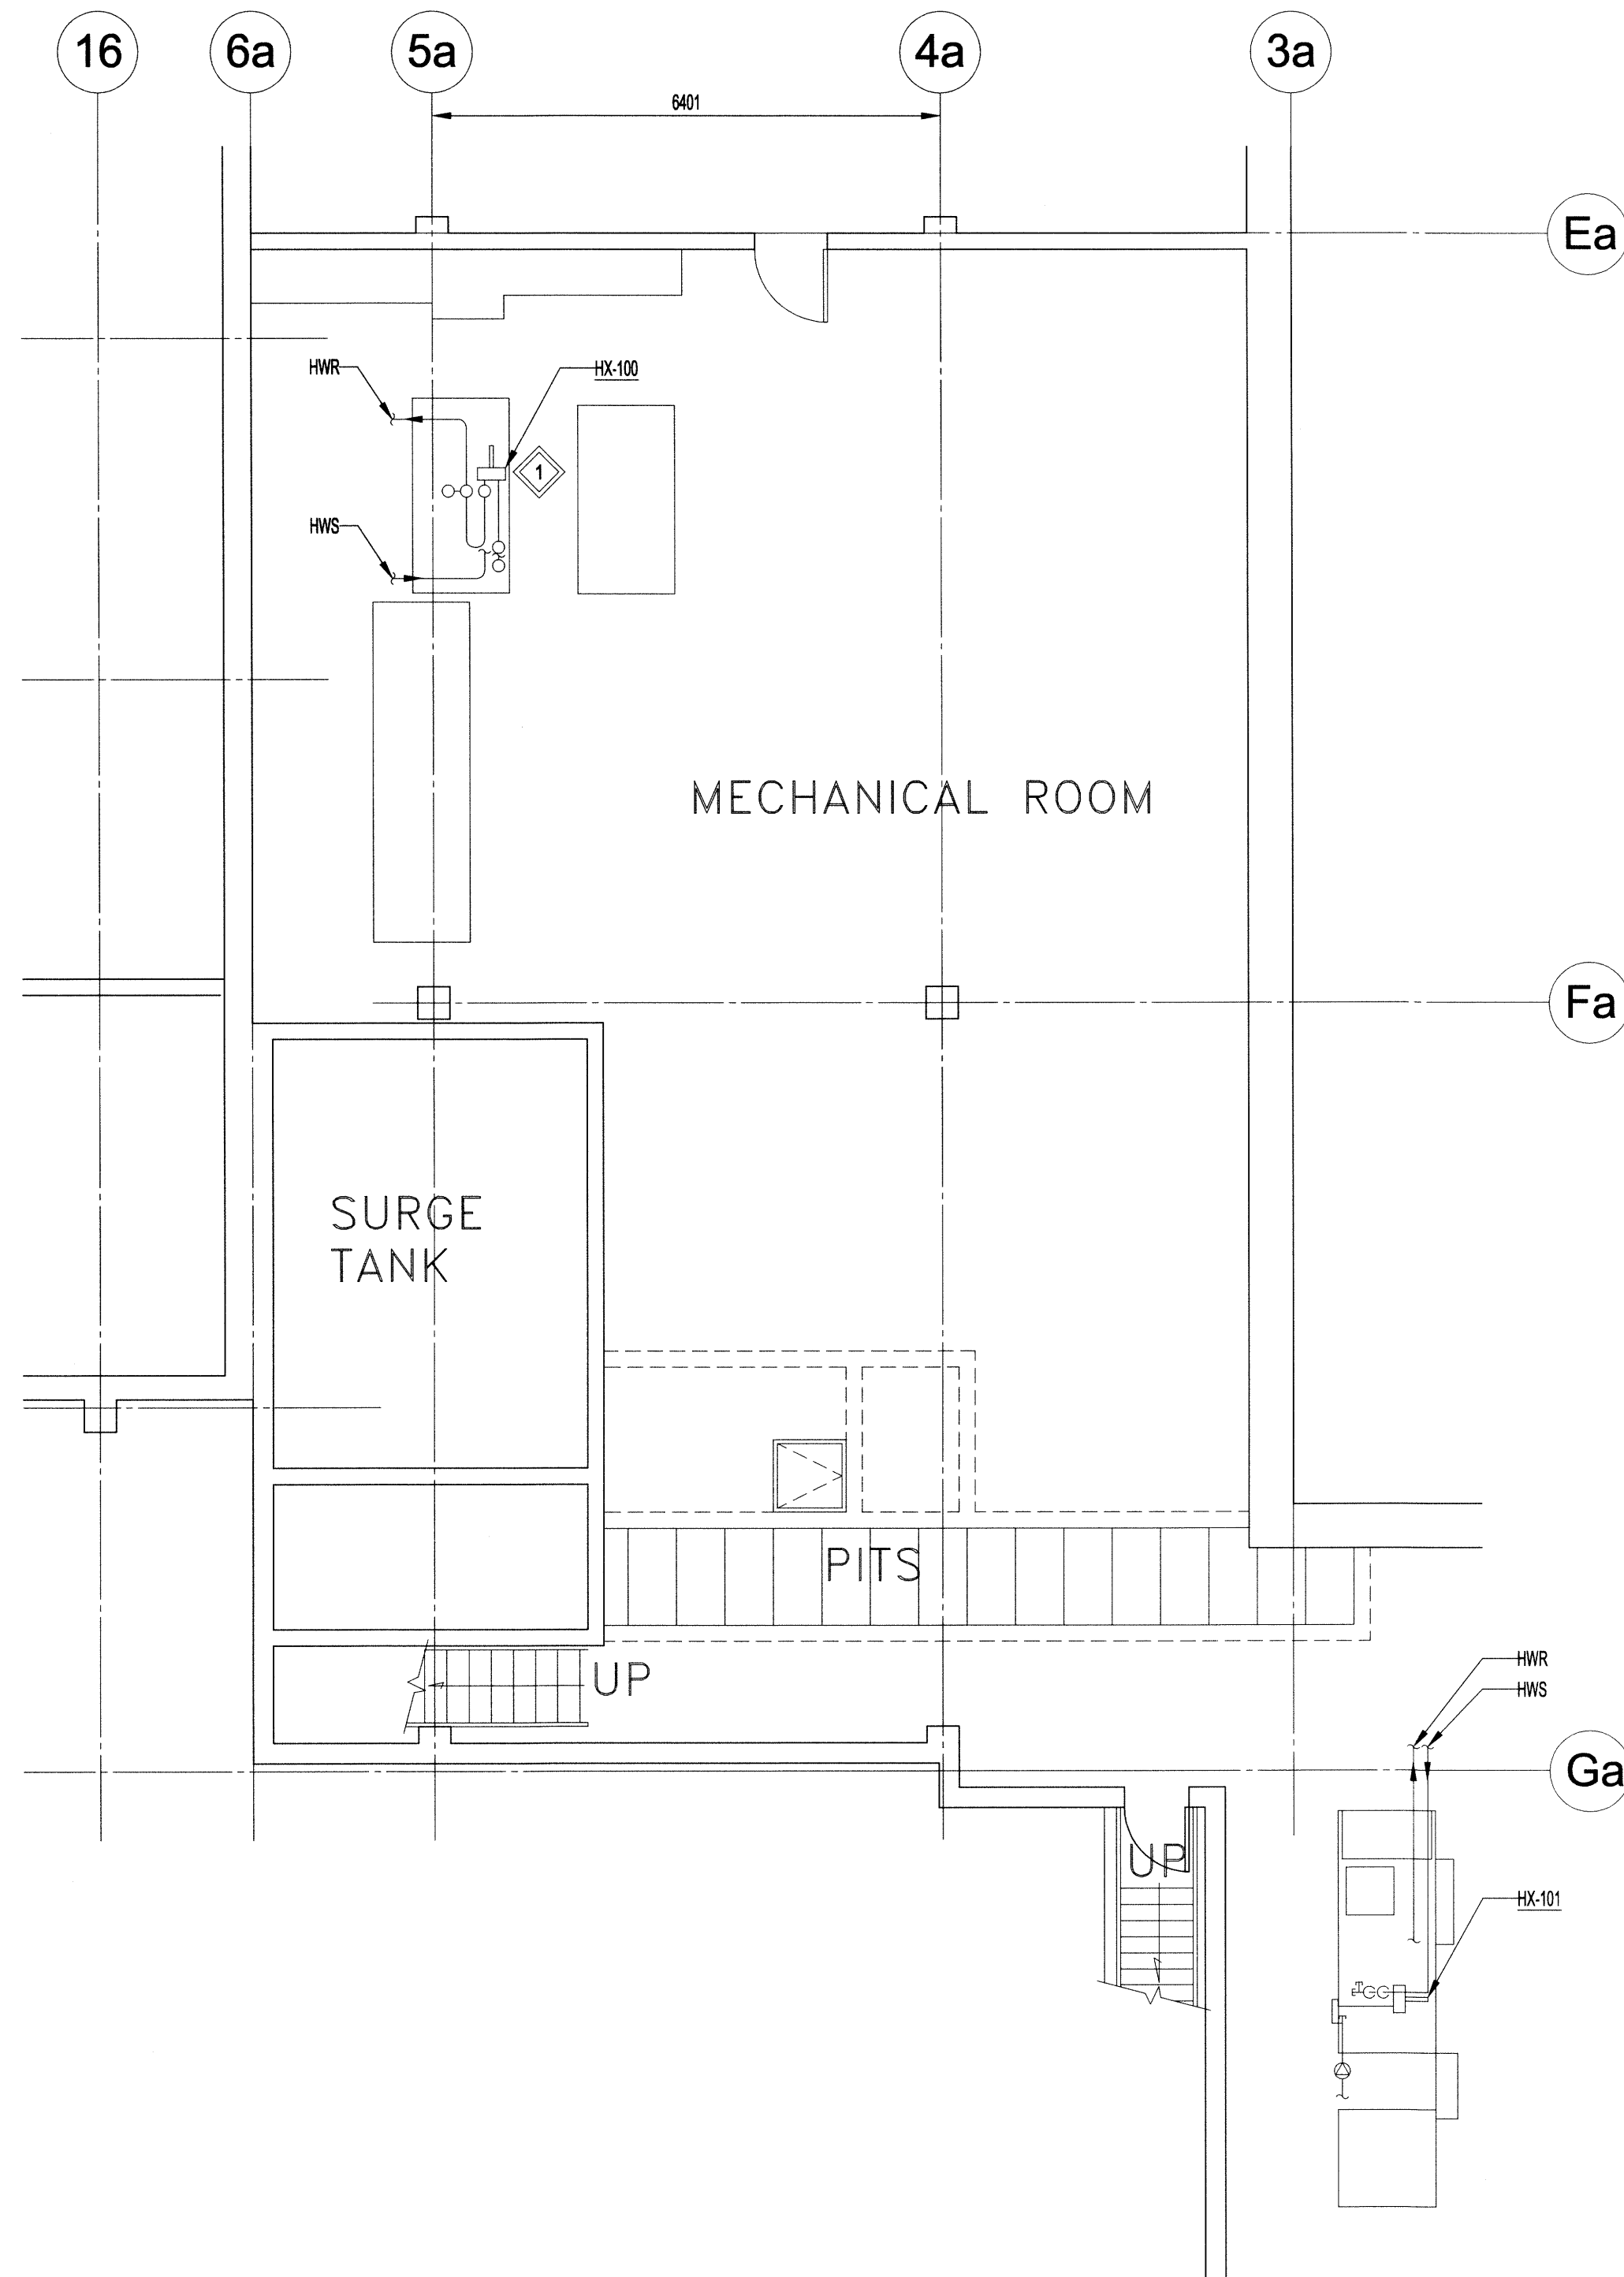 16
6a
5a
4a
3a
6401
Ea
HWR
HX-100
1
HWS
MECHANICAL ROOM
Fa
SURGE
TANK
PITS
UP
HWR
HWS
Ga
UP
HX-101